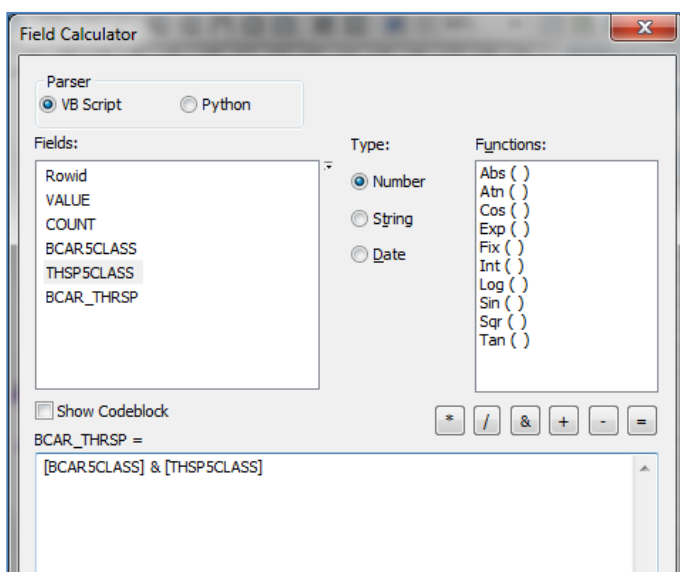 Field Calculator
x
Parser
VB Script Python
Fields:
Type:
Functions:
Rowid
VALUE
COUNT
BCAR5CLASS
THSP5CLASS
BCAR_THRSP
Number
String
Date
Abs ( )
Atn ( )
Cos ( )
Exp ( )
Fix ( )
Int ( )
Log ( )
Sin ( )
Sqr ( )
Tan ( )
Show Codeblock
* / & + - =
BCAR_THRSP =
[BCAR5CLASS] & [THSP5CLASS]